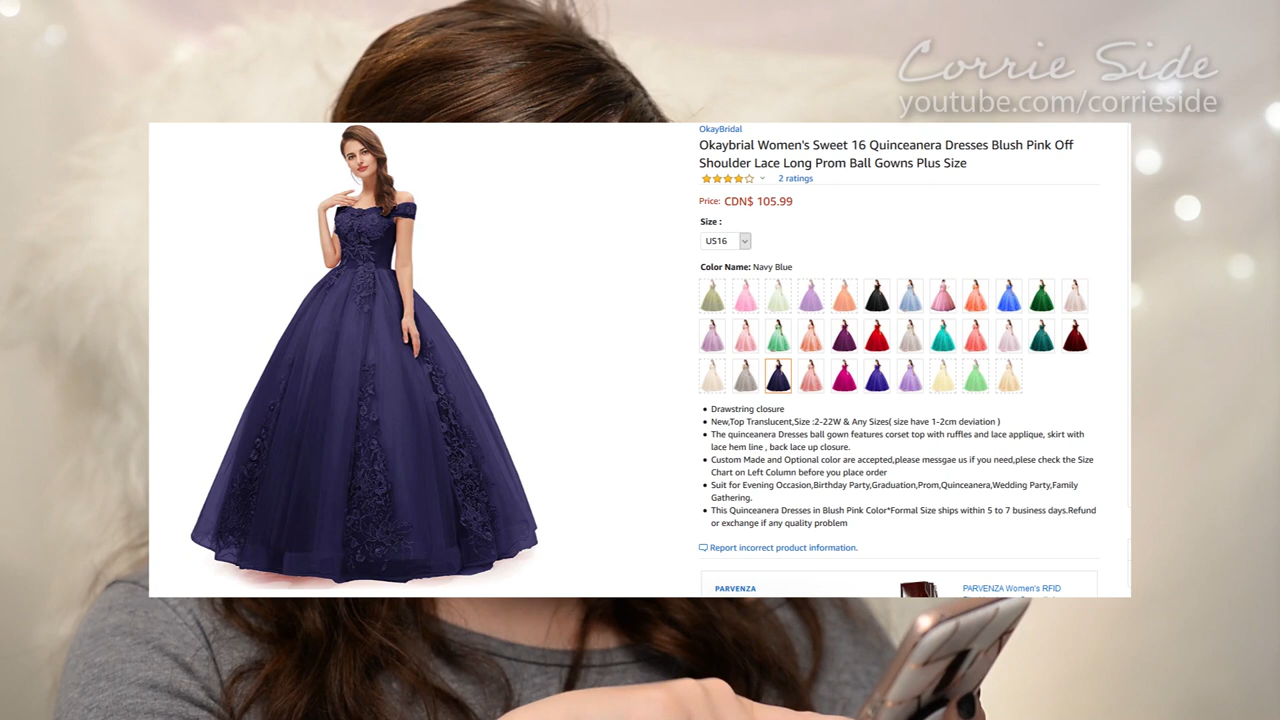 Corrie Side
youtube.com/corrieside
OkayBridal
Okaybrial Women's Sweet 16 Quinceanera Dresses Blush Pink Off
Shoulder Lace Long Prom Ball Gowns Plus Size
2 ratings
Price: CDN$ 105.99
Size :
US16
Color Name: Navy Blue
• Drawstring closure
• New,Top Translucent,Size :2-22W & Any Sizes( size have 1-2cm deviation )
• The quinceanera Dresses ball gown features corset top with ruffles and lace applique, skirt with
lace hem line , back lace up closure.
• Custom Made and Optional color are accepted,please messgae us if you need,plese check the Size
Chart on Left Column before you place order
• Suit for Evening Occasion,Birthday Party,Graduation,Prom,Quinceanera,Wedding Party,Family
Gathering.
• This Quinceanera Dresses in Blush Pink Color*Formal Size ships within 5 to 7 business days.Refund
or exchange if any quality problem
Report incorrect product information.
PARVENZA
PARVENZA Women's RFID